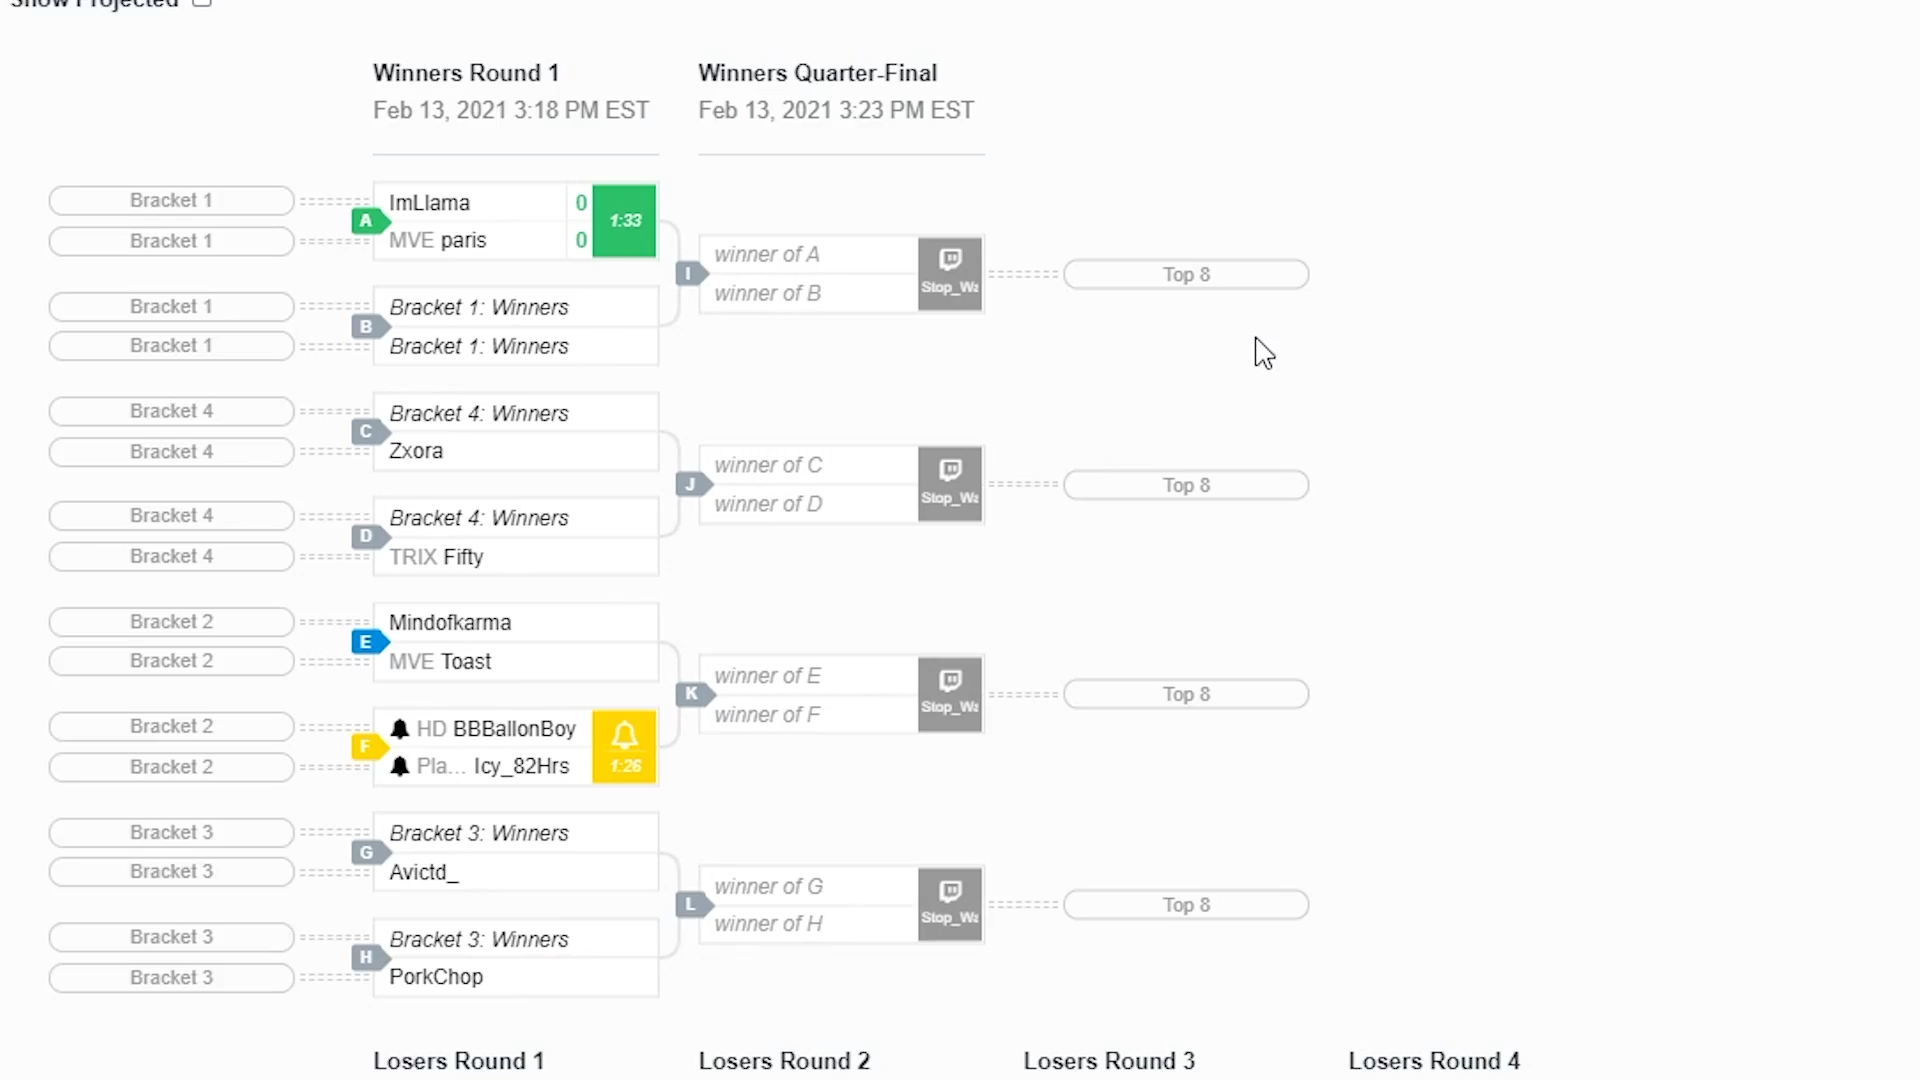 Show Projected
Winners Round 1
Feb 13, 2021 3:18 PM EST
Winners Quarter-Final
Feb 13, 2021 3:23 PM EST
Bracket 1
Bracket 1
A
ImLlama 0
MVE paris 0
1:33
Bracket 1
Bracket 1
B
Bracket 1: Winners
Bracket 1: Winners
I
winner of A
winner of B
Stop_Wa
Top 8
Bracket 4
Bracket 4
C
Bracket 4: Winners
Zxora
Bracket 4
Bracket 4
D
Bracket 4: Winners
TRIX Fifty
J
winner of C
winner of D
Stop_Wa
Top 8
Bracket 2
Bracket 2
E
Mindofkarma
MVE Toast
Bracket 2
Bracket 2
F
HD BBBallonBoy
Pla... Icy_82Hrs
1:26
K
winner of E
winner of F
Stop_Wa
Top 8
Bracket 3
Bracket 3
G
Bracket 3: Winners
Avictd_
Bracket 3
Bracket 3
H
Bracket 3: Winners
PorkChop
L
winner of G
winner of H
Stop_Wa
Top 8
Losers Round 1
Losers Round 2
Losers Round 3
Losers Round 4